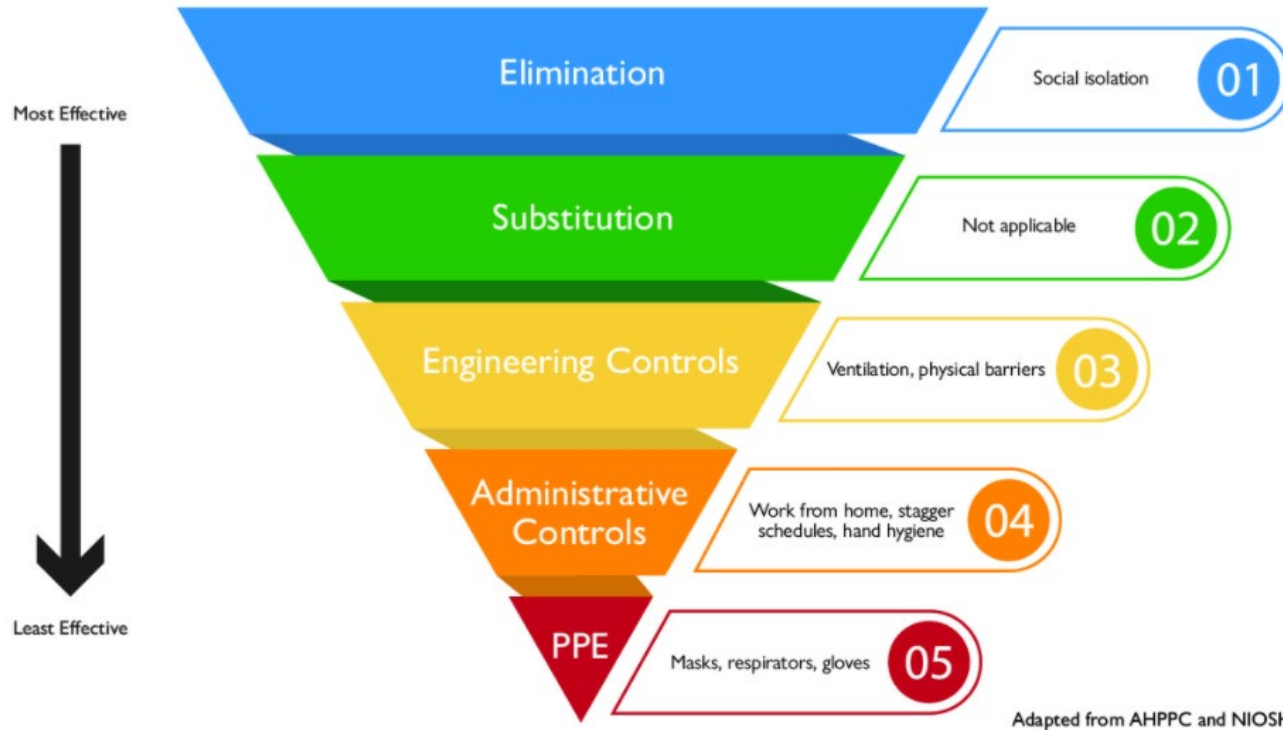 Elimination
Social isolation
01
Most Effective
Substitution
Not applicable
02
Engineering Controls
Ventilation, physical barriers
03
Administrative
Controls
Work from home, stagger
schedules, hand hygiene
04
Least Effective
PPE
Masks, respirators, gloves
05
Adapted from AHPPC and NIOSH